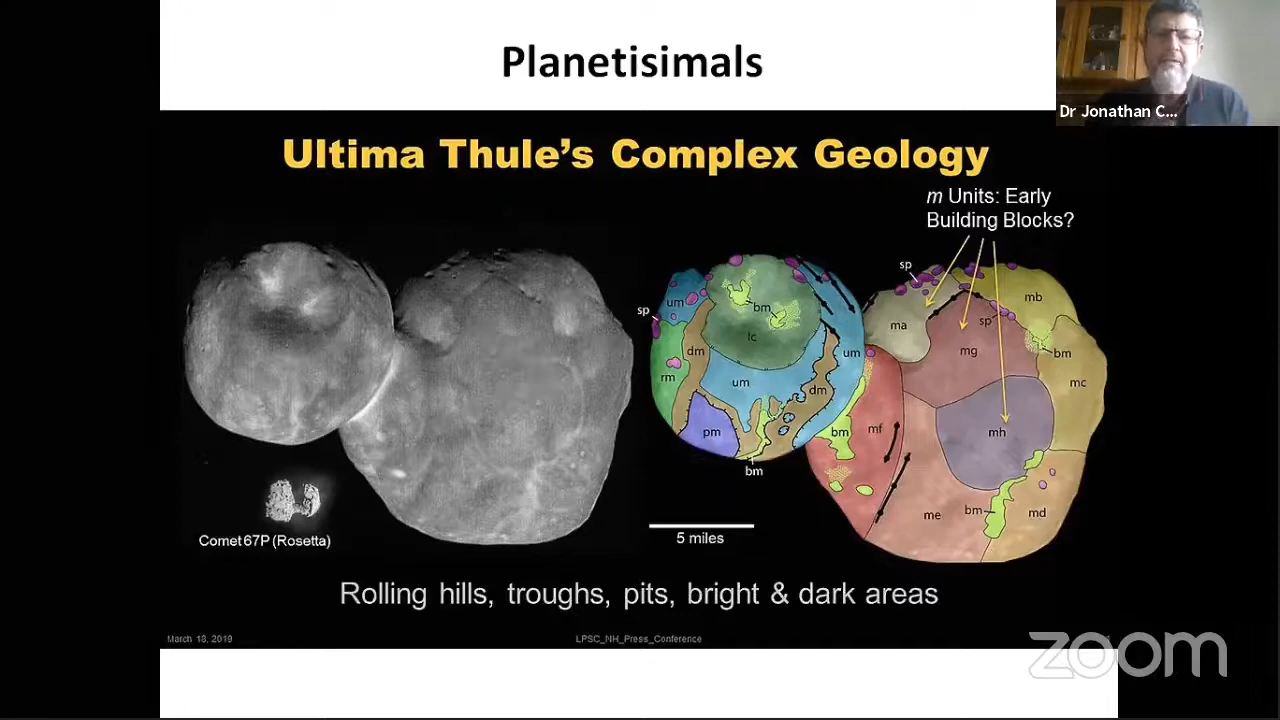 Planetisimals
Dr Jonathan C...
Ultima Thule's Complex Geology
m Units: Early
Building Blocks?
sp
um
bm
sp
lc
dm
rm
um
um
dm
pm
bm
bm
ma
sp
mb
mg
bm
mc
mf
mh
me
bm
md
Comet 67P (Rosetta)
5 miles
Rolling hills, troughs, pits, bright & dark areas
March 18, 2019
LPSC_NH_Press_Conference
zoom